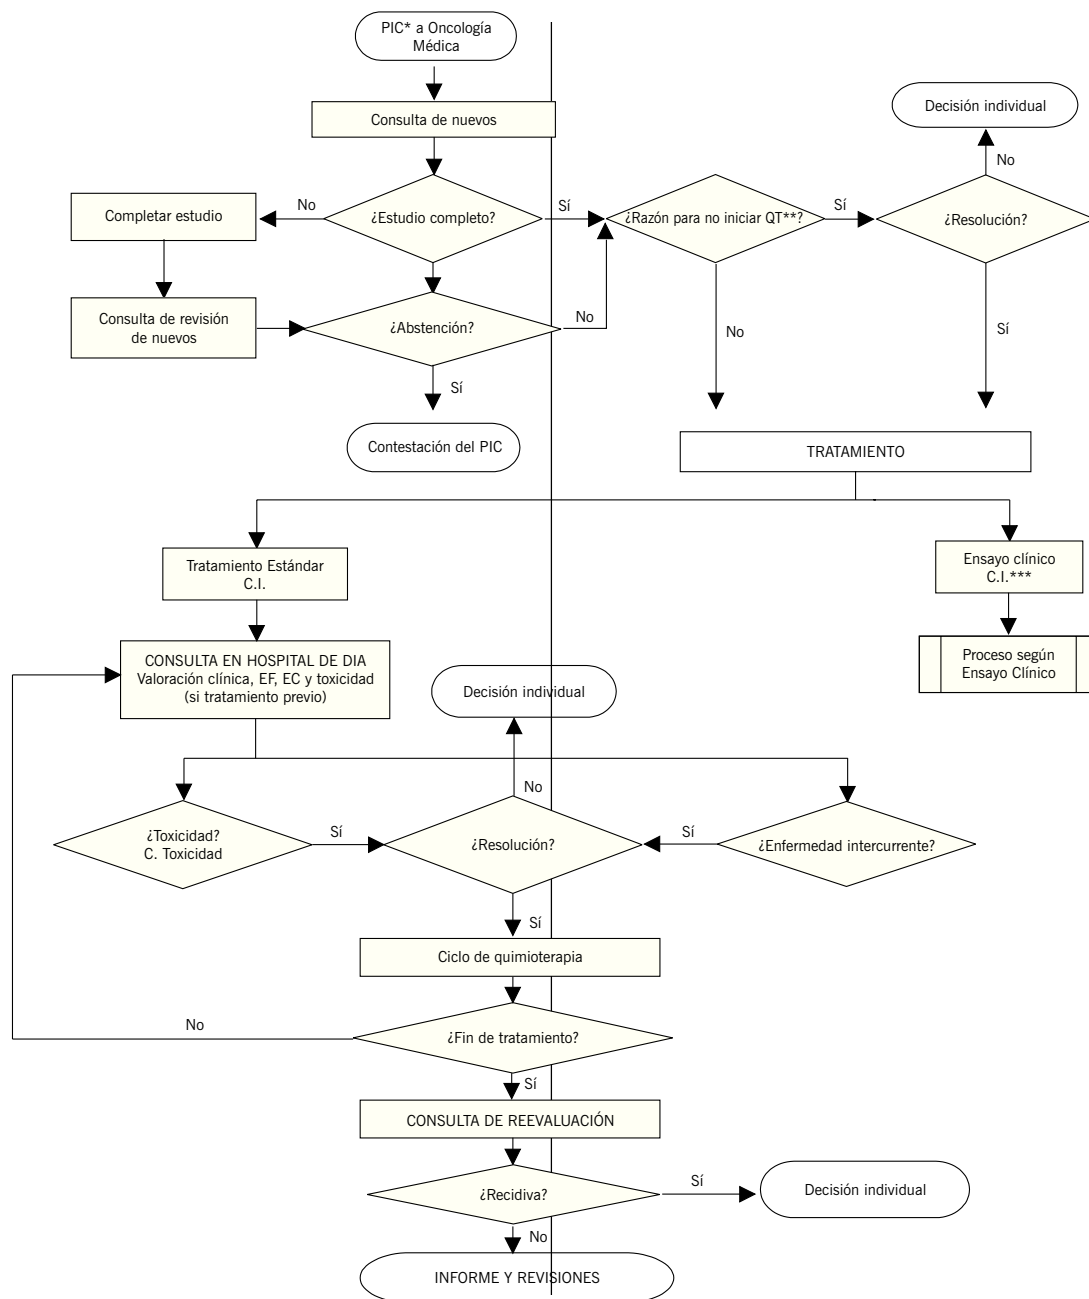 PIC* a Oncología
Médica
Consulta de nuevos
Decisión individual
No
Completar estudio
No
¿Estudio completo?
Sí
¿Razón para no iniciar QT**?
Sí
¿Resolución?
Consulta de revisión
de nuevos
¿Abstención?
No
No
Sí
Sí
Contestación del PIC
TRATAMIENTO
Tratamiento Estándar
C.I.
Ensayo clínico
C.I.***
CONSULTA EN HOSPITAL DE DIA
Valoración clínica, EF, EC y toxicidad
(si tratamiento previo)
Proceso según
Ensayo Clínico
Decisión individual
No
¿Toxicidad?
C. Toxicidad
Sí
¿Resolución?
Sí
¿Enfermedad intercurrente?
Sí
Ciclo de quimioterapia
No
¿Fin de tratamiento?
Sí
CONSULTA DE REEVALUACIÓN
¿Recidiva?
Sí
Decisión individual
No
INFORME Y REVISIONES